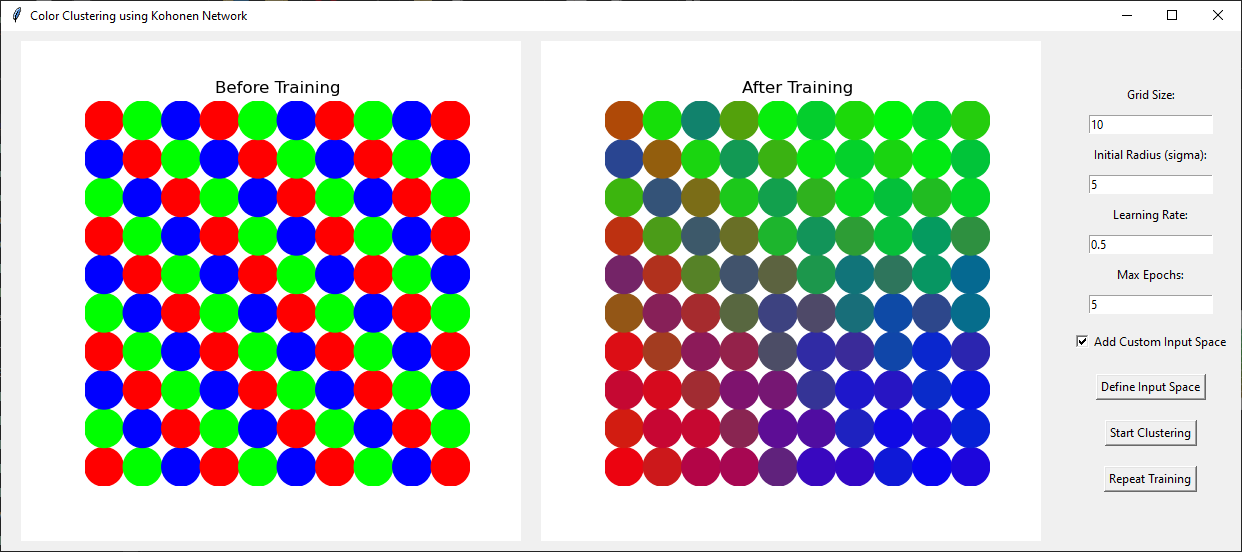 Color Clustering using Kohonen Network
Before Training
After Training
Grid Size:
10
Initial Radius (sigma):
5
Learning Rate:
0.5
Max Epochs:
5
Add Custom Input Space
Define Input Space
Start Clustering
Repeat Training